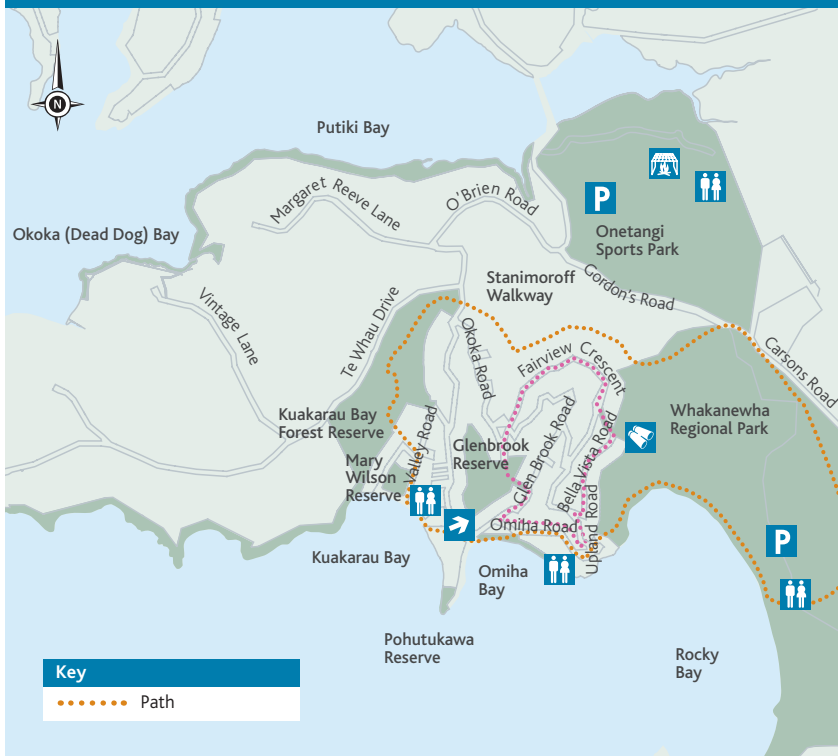 N
Putiki Bay
Margaret Reeve Lane
O'Brien Road
P
Okoka (Dead Dog) Bay
Onetangi
Sports Park
Stanimoroff
Walkway
Gordon's Road
Vintage Lane
Te Whau Drive
Okoka Road
Fairview Crescent
Carsons Road
Kuakarau Bay
Forest Reserve
Whakanewha
Regional Park
Mary
Wilson
Reserve
Valley Road
Glenbrook
Reserve
Glen Brook Road
Bella Vista Road
Omiha Road
Upland Road
P
Kuakarau Bay
Omiha
Bay
Pohutukawa
Reserve
Rocky
Bay
Key
Path